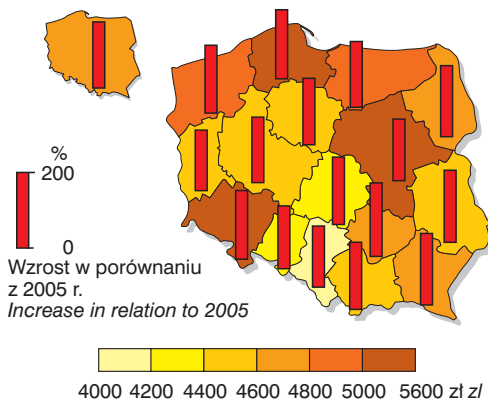 %
200
0
Wzrost w porównaniu
z 2005 r.
Increase in relation to 2005
4000 4200 4400 4600 4800 5000 5600 zł zl